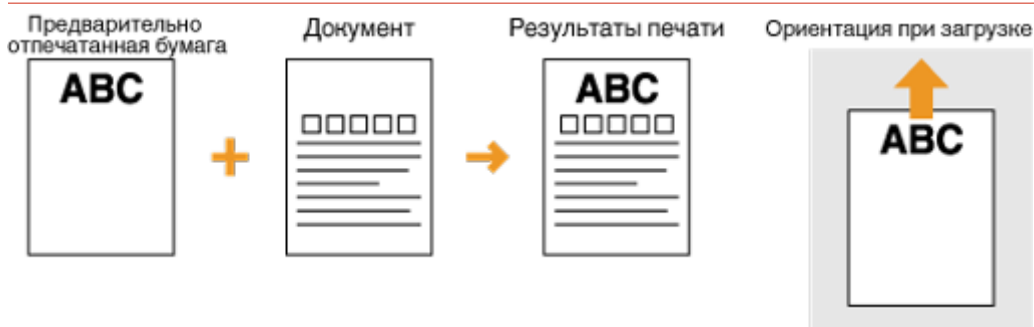 Предварительно
отпечатанная бумага
Документ
Результаты печати
Ориентация при загрузке
ABC
ABC
ABC